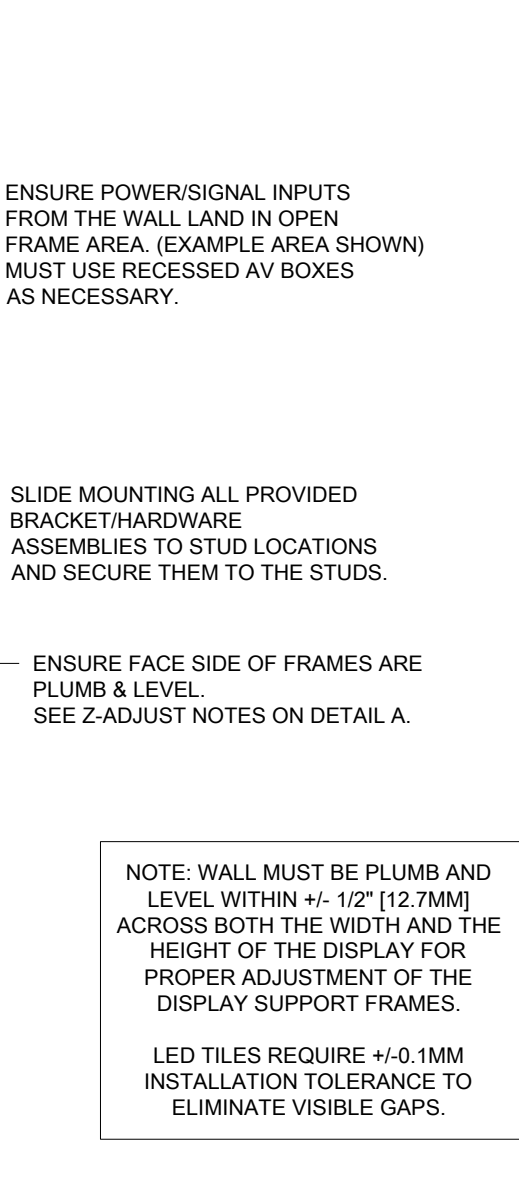 ENSURE POWER/SIGNAL INPUTS
FROM THE WALL LAND IN OPEN
FRAME AREA. (EXAMPLE AREA SHOWN)
MUST USE RECESSED AV BOXES
AS NECESSARY.
SLIDE MOUNTING ALL PROVIDED
BRACKET/HARDWARE
ASSEMBLIES TO STUD LOCATIONS
AND SECURE THEM TO THE STUDS.
ENSURE FACE SIDE OF FRAMES ARE
PLUMB & LEVEL.
SEE Z-ADJUST NOTES ON DETAIL A.
NOTE: WALL MUST BE PLUMB AND
LEVEL WITHIN +/- 1/2" [12.7MM]
ACROSS BOTH THE WIDTH AND THE
HEIGHT OF THE DISPLAY FOR
PROPER ADJUSTMENT OF THE
DISPLAY SUPPORT FRAMES.
LED TILES REQUIRE +/-0.1MM
INSTALLATION TOLERANCE TO
ELIMINATE VISIBLE GAPS.